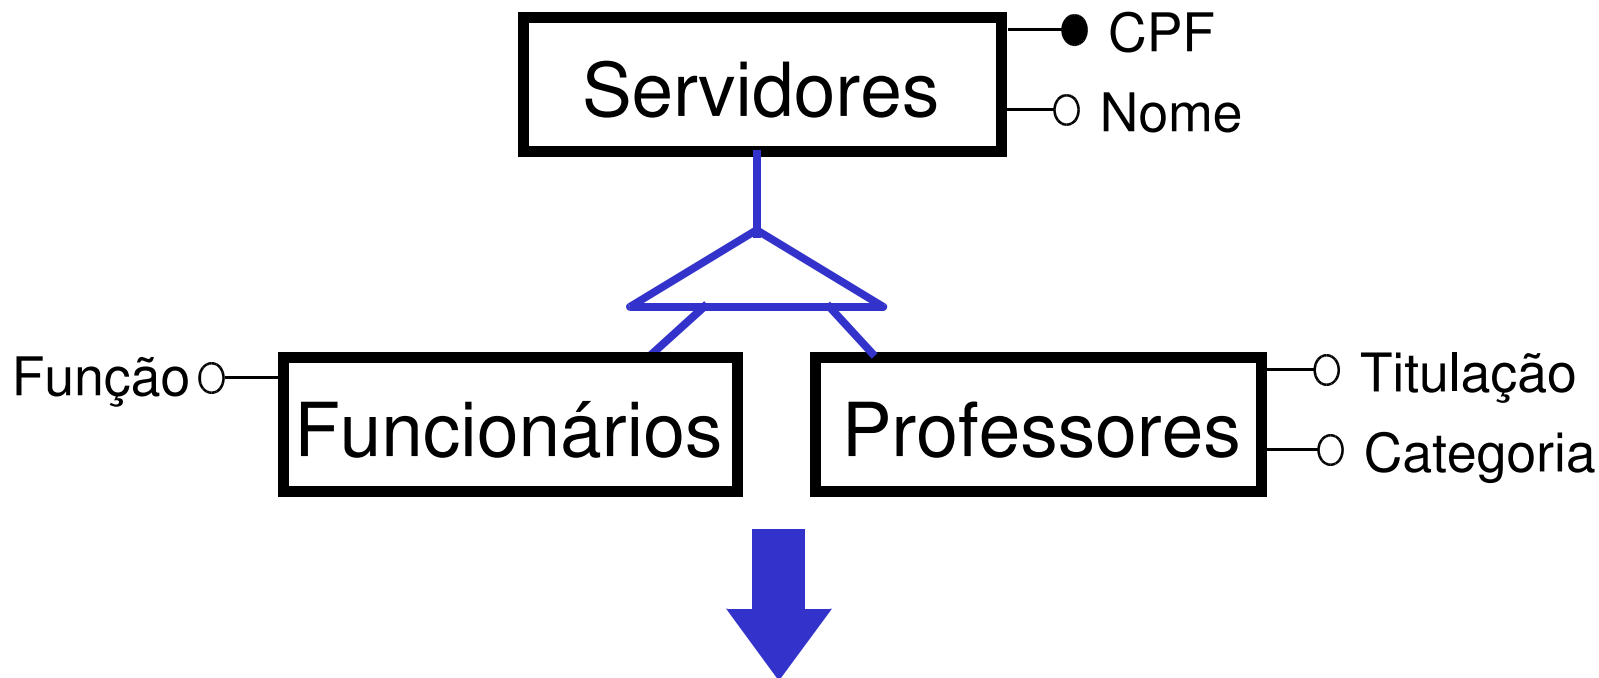 Servidores
CPF
Nome
Função
Funcionários
Professores
Titulação
Categoria